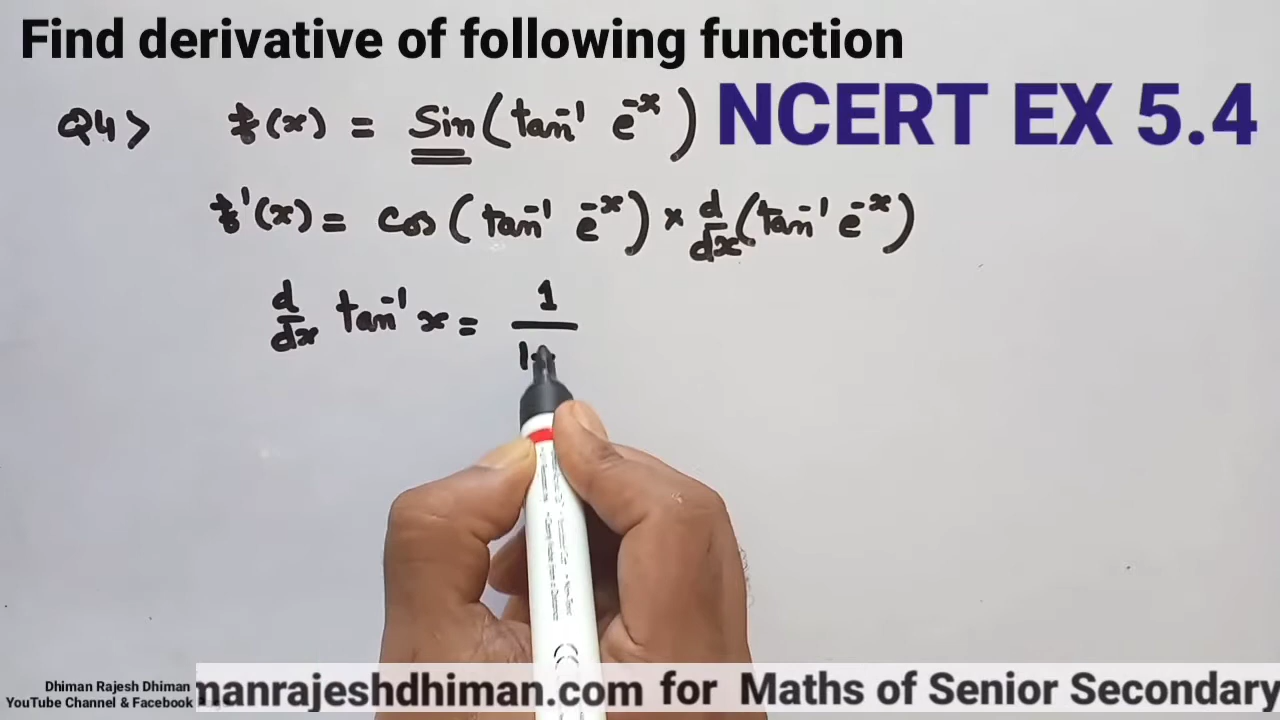 Find derivative of following function
NCERT EX 5.4
Q4> f(x) = Sin(tan⁻¹ e⁻ˣ)
f'(x) = cos(tan⁻¹ e⁻ˣ) × d/dx(tan⁻¹ e⁻ˣ)
d/dx tan⁻¹ x = 1/1+
Dhiman Rajesh Dhiman
YouTube Channel & Facebook
manrajeshdhiman.com for Maths of Senior Secondary